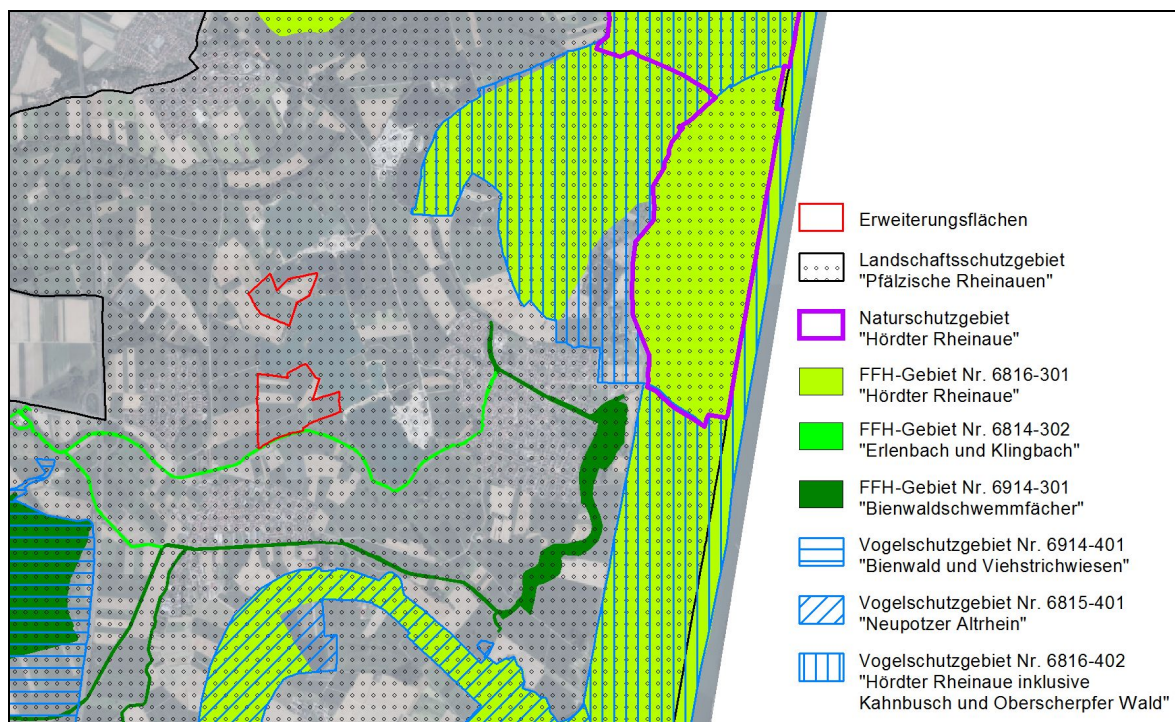 Erweiterungsflächen
Landschaftsschutzgebiet
"Pfälzische Rheinauen"
Naturschutzgebiet
"Hördter Rheinaue"
FFH-Gebiet Nr. 6816-301
"Hördter Rheinaue"
FFH-Gebiet Nr. 6814-302
"Erlenbach und Klingbach"
FFH-Gebiet Nr. 6914-301
"Bienwaldschwemmfächer"
Vogelschutzgebiet Nr. 6914-401
"Bienwald und Viehstrichwiesen"
Vogelschutzgebiet Nr. 6815-401
"Neupotzer Altrhein"
Vogelschutzgebiet Nr. 6816-402
"Hördter Rheinaue inklusive
Kahnbusch und Oberscherpfer Wald"